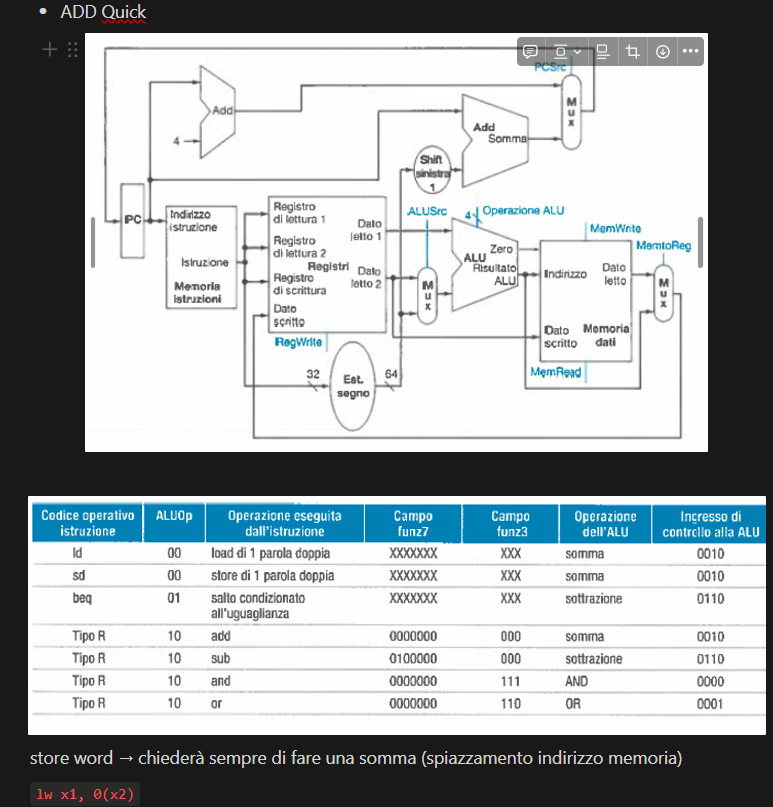 ADD Quick
PCSrc
Add
4
Mux
Add
Somma
Shift
sinistra
1
PC
Indirizzo
istruzione
Istruzione
Memoria
istruzioni
Registro
di lettura 1
Dato
letto 1
Registro
di lettura 2
Registri
Dato
letto 2
Registro
di scrittura
Dato
scritto
RegWrite
ALUSrc
4
Operazione ALU
Mux
Zero
ALU
Risultato
ALU
MemWrite
MemtoReg
Indirizzo
Dato
letto
Mux
Dato
scritto
Memoria
dati
MemRead
32
Est.
segno
64
Codice operativo istruzione ALUOp Operazione eseguita dall'istruzione Campo funz7 Campo funz3 Operazione dell'ALU Ingresso di controllo alla ALU
ld 00 load di 1 parola doppia XXXXXXX XXX somma 0010
sd 00 store di 1 parola doppia XXXXXXX XXX somma 0010
beq 01 salto condizionato all'uguaglianza XXXXXXX XXX sottrazione 0110
Tipo R 10 add 0000000 000 somma 0010
Tipo R 10 sub 0100000 000 sottrazione 0110
Tipo R 10 and 0000000 111 AND 0000
Tipo R 10 or 0000000 110 OR 0001
store word → chiederà sempre di fare una somma (spiazzamento indirizzo memoria)
lw x1, 0(x2)